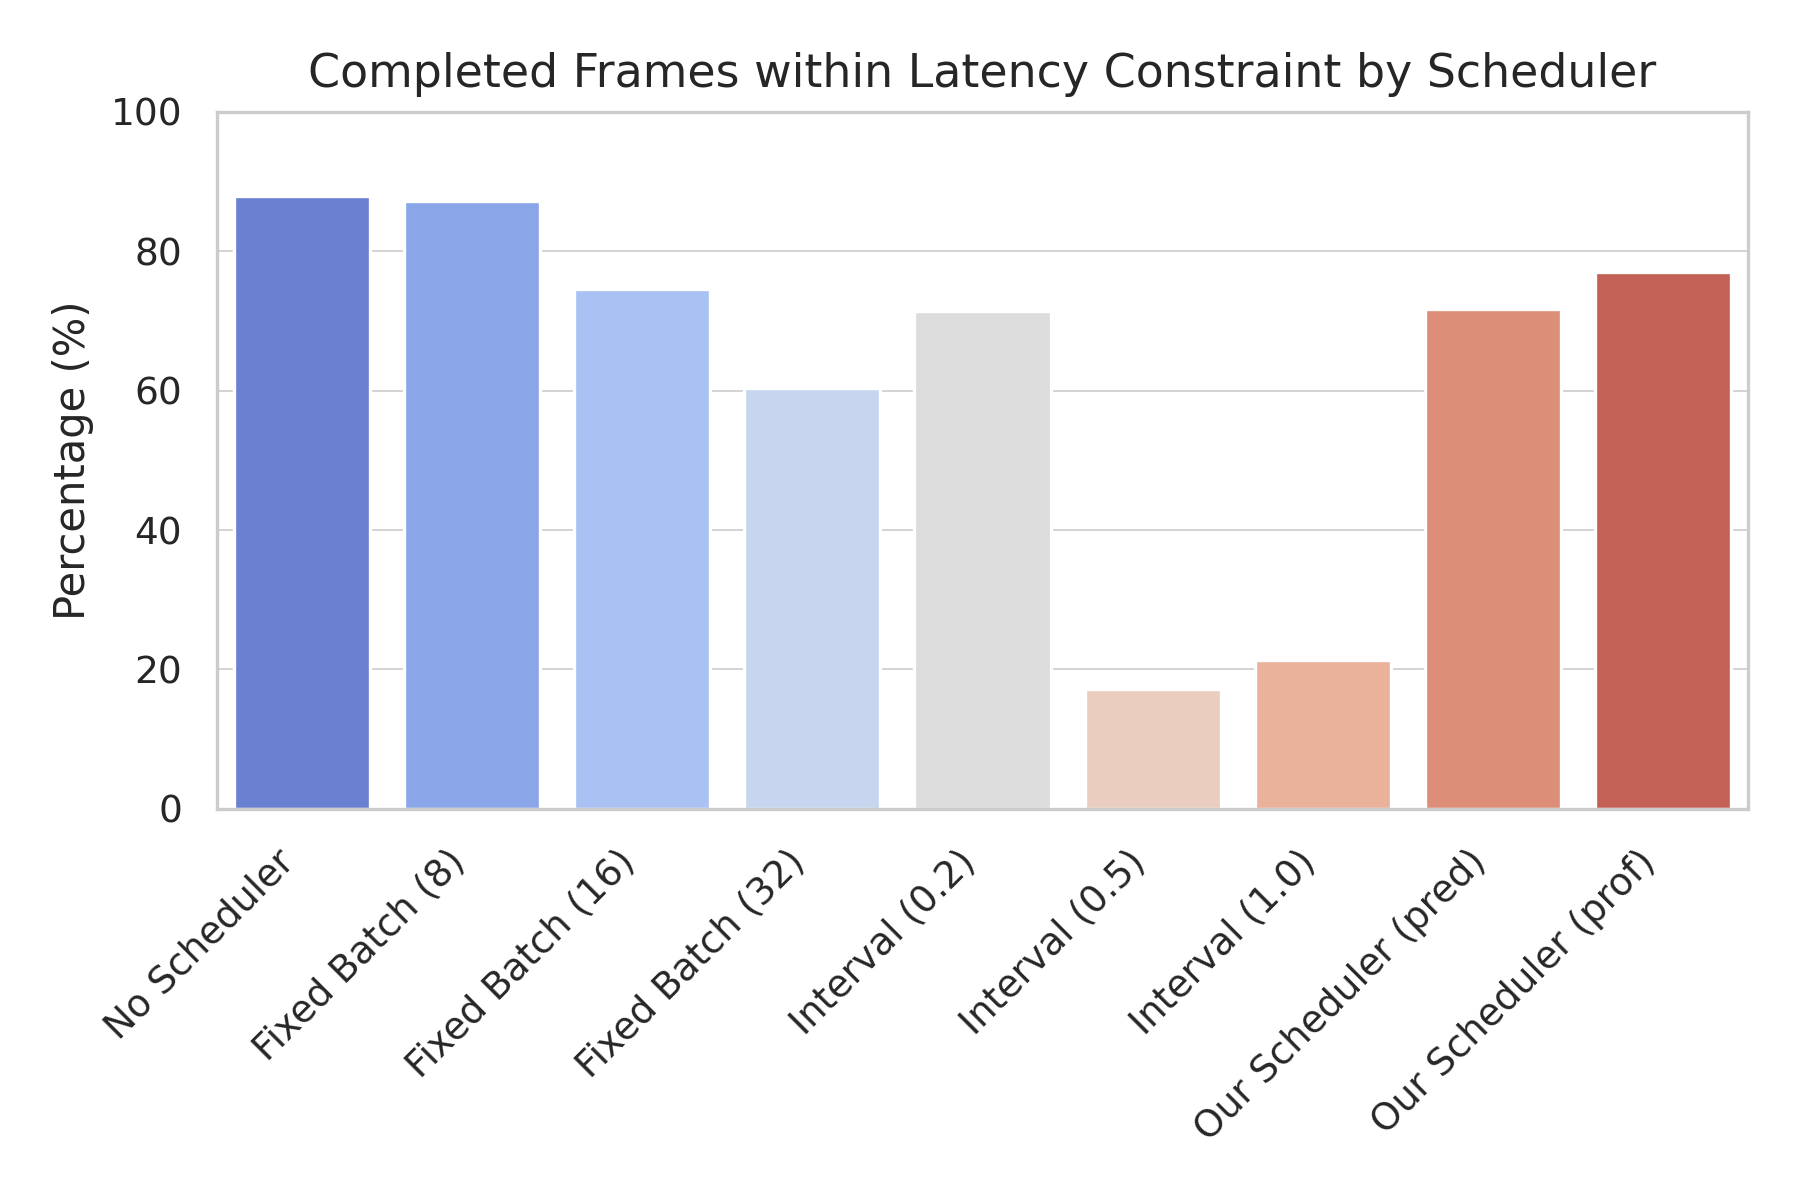 Completed Frames within Latency Constraint by Scheduler
Percentage (%)
100
80
60
40
20
0
No Scheduler
Fixed Batch (8)
Fixed Batch (16)
Fixed Batch (32)
Interval (0.2)
Interval (0.5)
Interval (1.0)
Our Scheduler (pred)
Our Scheduler (prof)